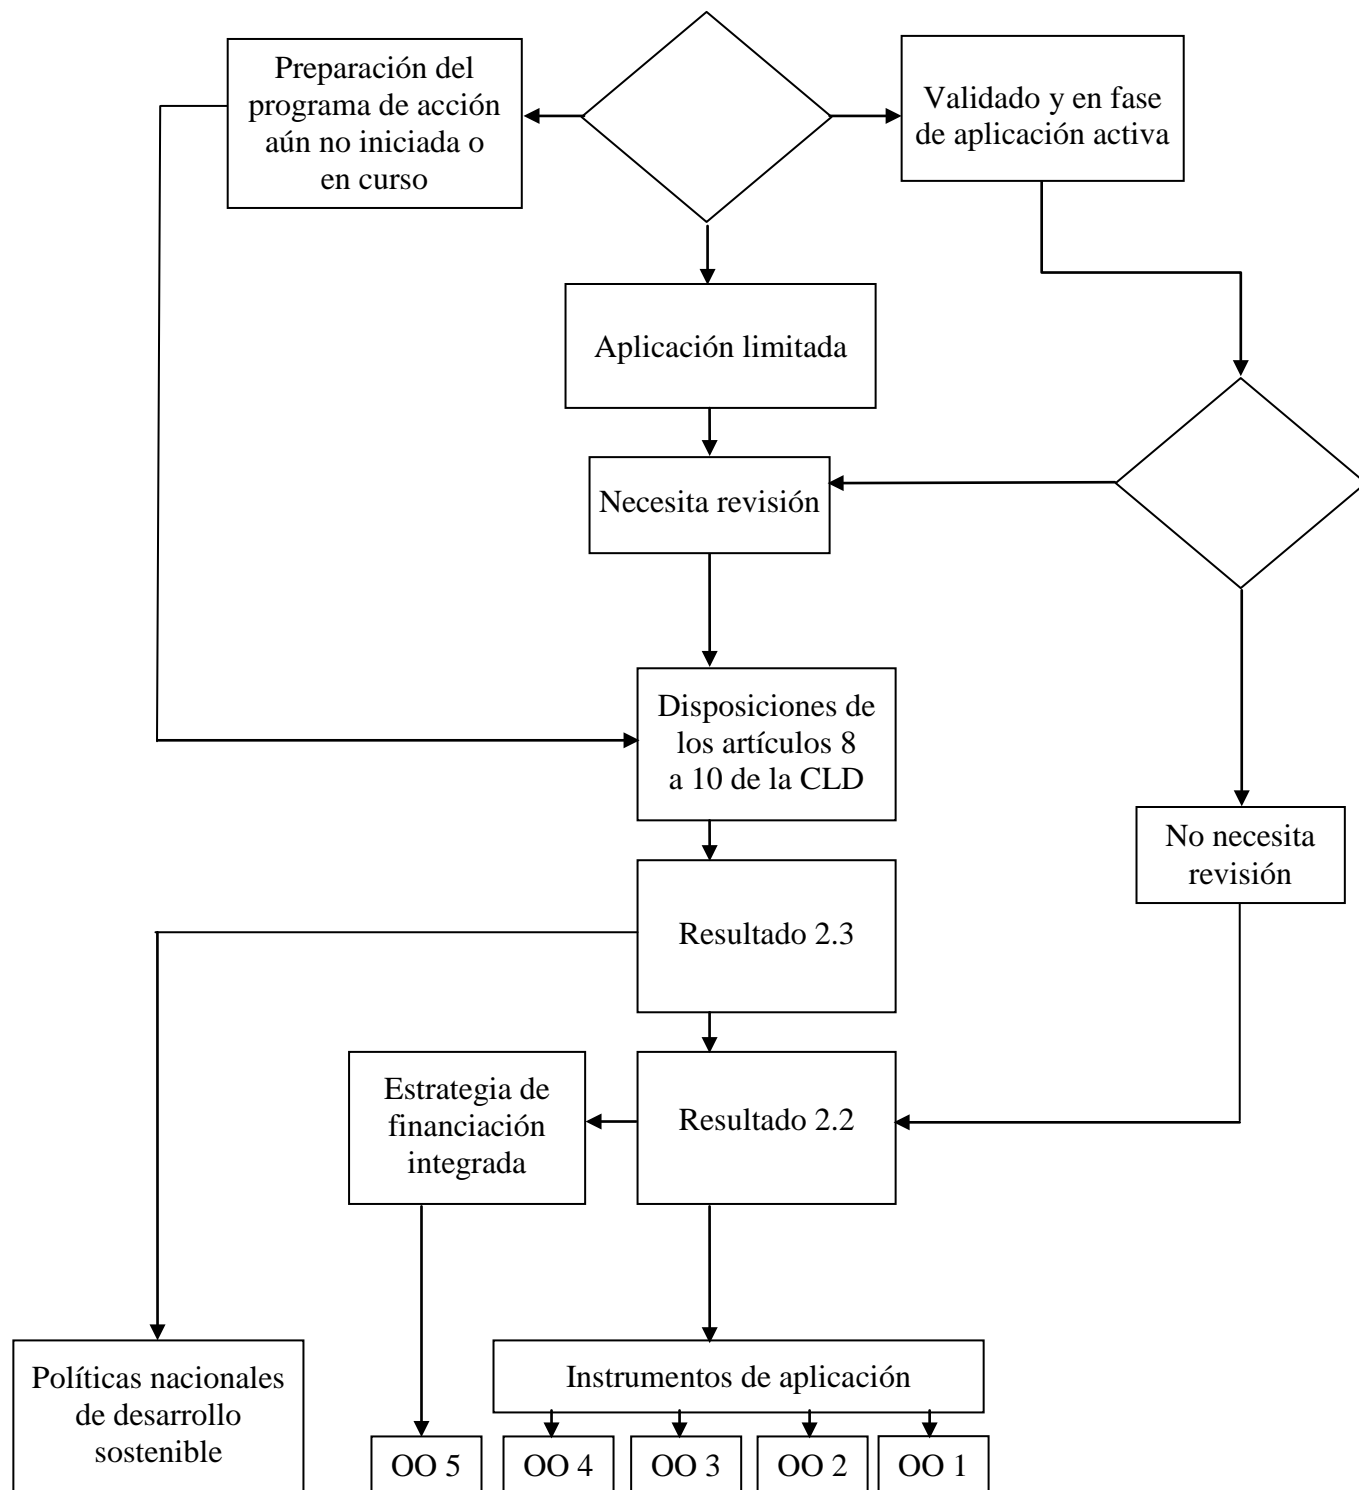 Preparación del
programa de acción
aún no iniciada o
en curso
Validado y en fase
de aplicación activa
Aplicación limitada
Necesita revisión
Disposiciones de
los artículos 8
a 10 de la CLD
No necesita
revisión
Resultado 2.3
Estrategia de
financiación
integrada
Resultado 2.2
Políticas nacionales
de desarrollo
sostenible
Instrumentos de aplicación
OO 5
OO 4
OO 3
OO 2
OO 1